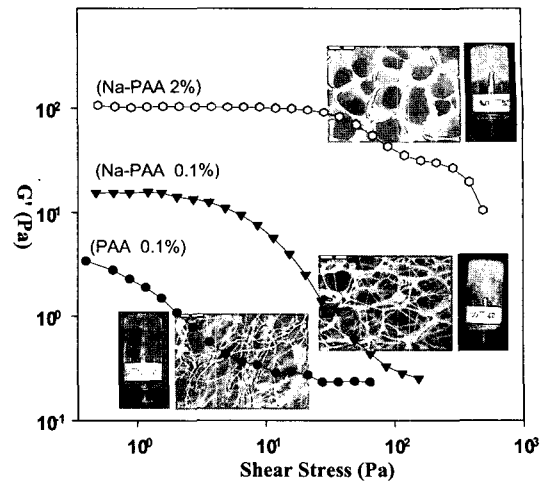 (Na-PAA 2%)
(Na-PAA 0.1%)
(PAA 0.1%)
G' (Pa)
10²
10¹
10⁰
10⁻¹
10⁰
10¹
10²
10³
Shear Stress (Pa)